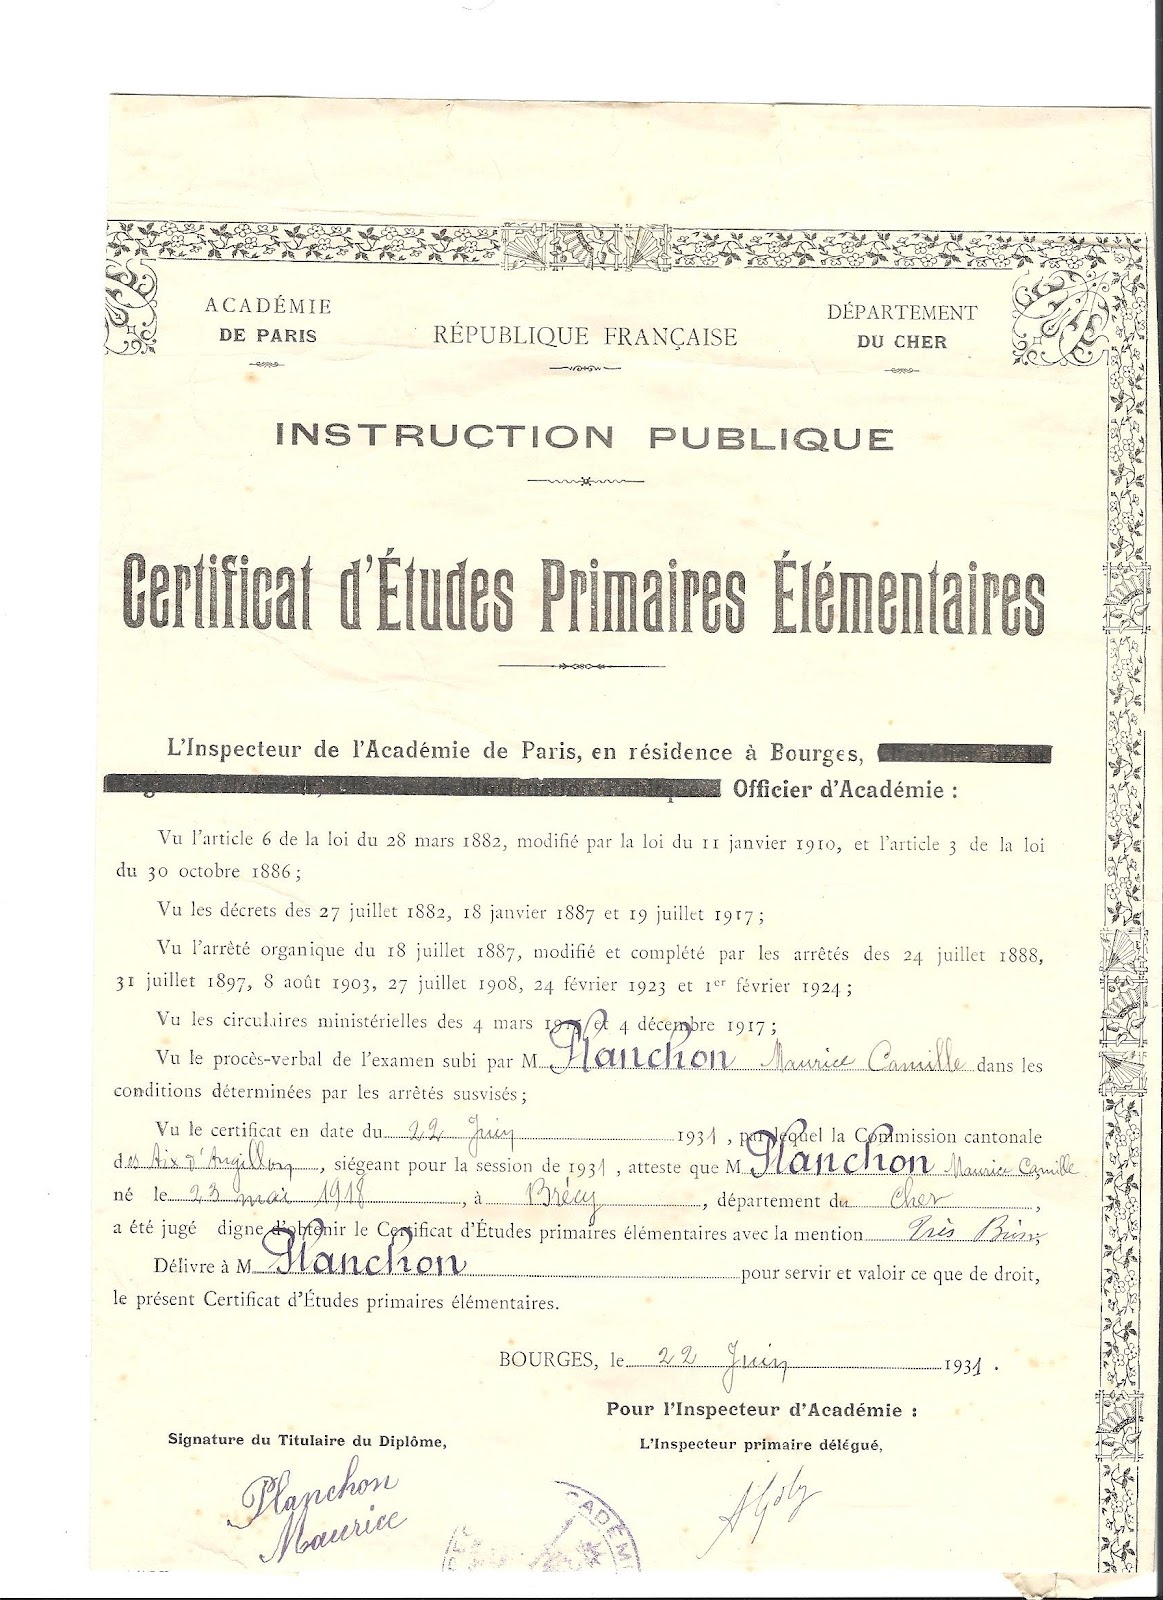 ACADÉMIE
DE PARIS
RÉPUBLIQUE FRANÇAISE
DÉPARTEMENT
DU CHER
INSTRUCTION PUBLIQUE
Certificat d'Études Primaires Élémentaires
L'Inspecteur de l'Académie de Paris, en résidence à Bourges,
Officier d'Académie :
Vu l'article 6 de la loi du 28 mars 1882, modifié par la loi du 11 janvier 1910, et l'article 3 de la loi
du 30 octobre 1886;
Vu les décrets des 27 juillet 1882, 18 janvier 1887 et 19 juillet 1917;
Vu l'arrêté organique du 18 juillet 1887, modifié et complété par les arrêtés des 24 juillet 1888,
31 juillet 1897, 8 août 1903, 27 juillet 1908, 24 février 1923 et 1er février 1924;
Vu les circulaires ministérielles des 4 mars et 4 décembre 1917;
Vu le procès-verbal de l'examen subi par M. Planchon Maurice Camille dans les
conditions déterminées par les arrêtés susvisés;
Vu le certificat en date du 22 Juin 1931, par lequel la Commission cantonale
des Aix d'Angillon, siégeant pour la session de 1931, atteste que M. Planchon Maurice Camille
né le 23 mai 1918, à Brécy, département du Cher,
a été jugé digne d'obtenir le Certificat d'Études primaires élémentaires avec la mention Très Bien,
Délivre à M. Planchon pour servir et valoir ce que de droit,
le présent Certificat d'Études primaires élémentaires.
BOURGES, le 22 Juin 1931.
Pour l'Inspecteur d'Académie :
Signature du Titulaire du Diplôme,
L'Inspecteur primaire délégué,
Planchon
Maurice
ACADÉMI